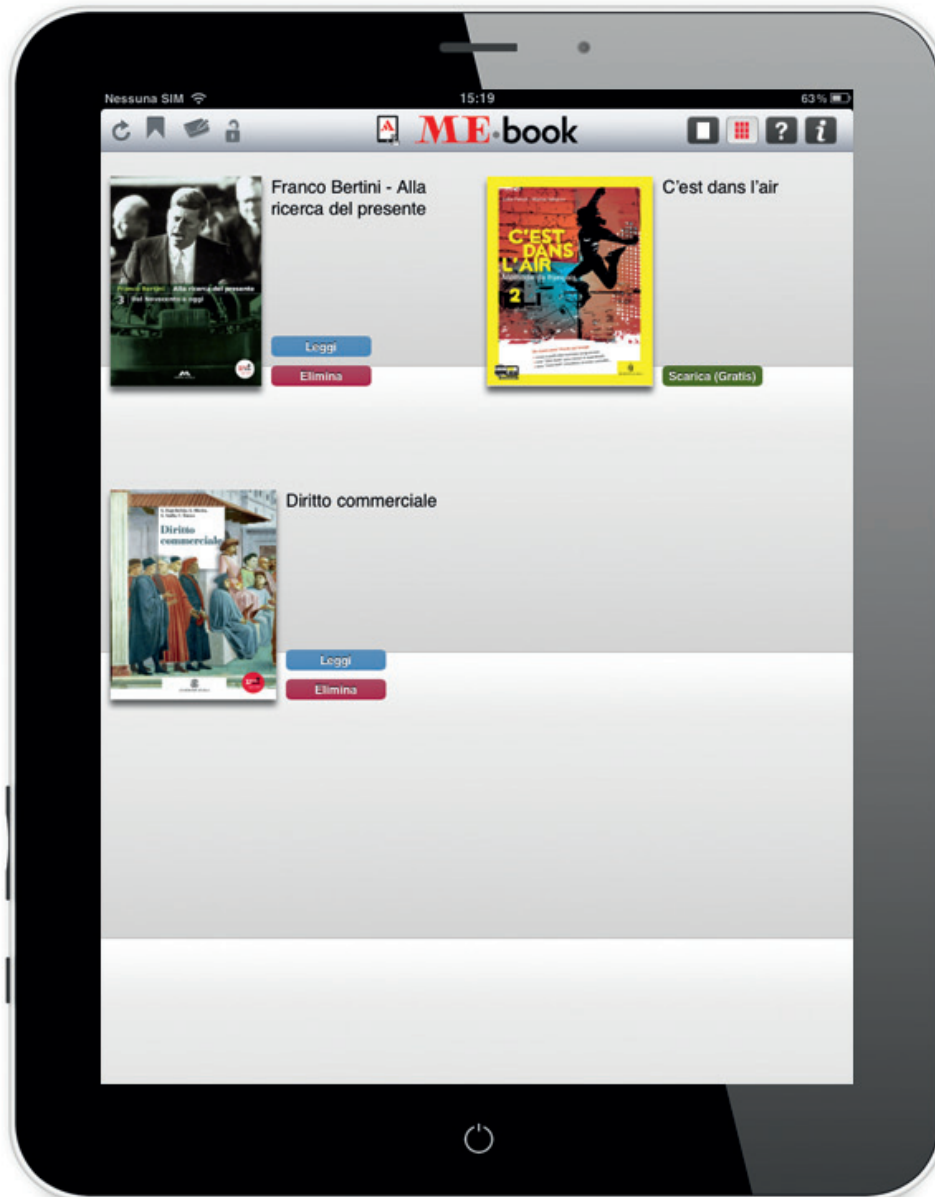 Nessuna SIM 15:19 63%
ME•book ? i
Franco Bertini - Alla
ricerca del presente
Franco Bertini Alla ricerca del presente
3 Dal Novecento a oggi
Leggi
Elimina
C'est dans l'air
C'EST
DANS
L'AIR
2
Scarica (Gratis)
Diritto commerciale
Diritto
commerciale
Leggi
Elimina